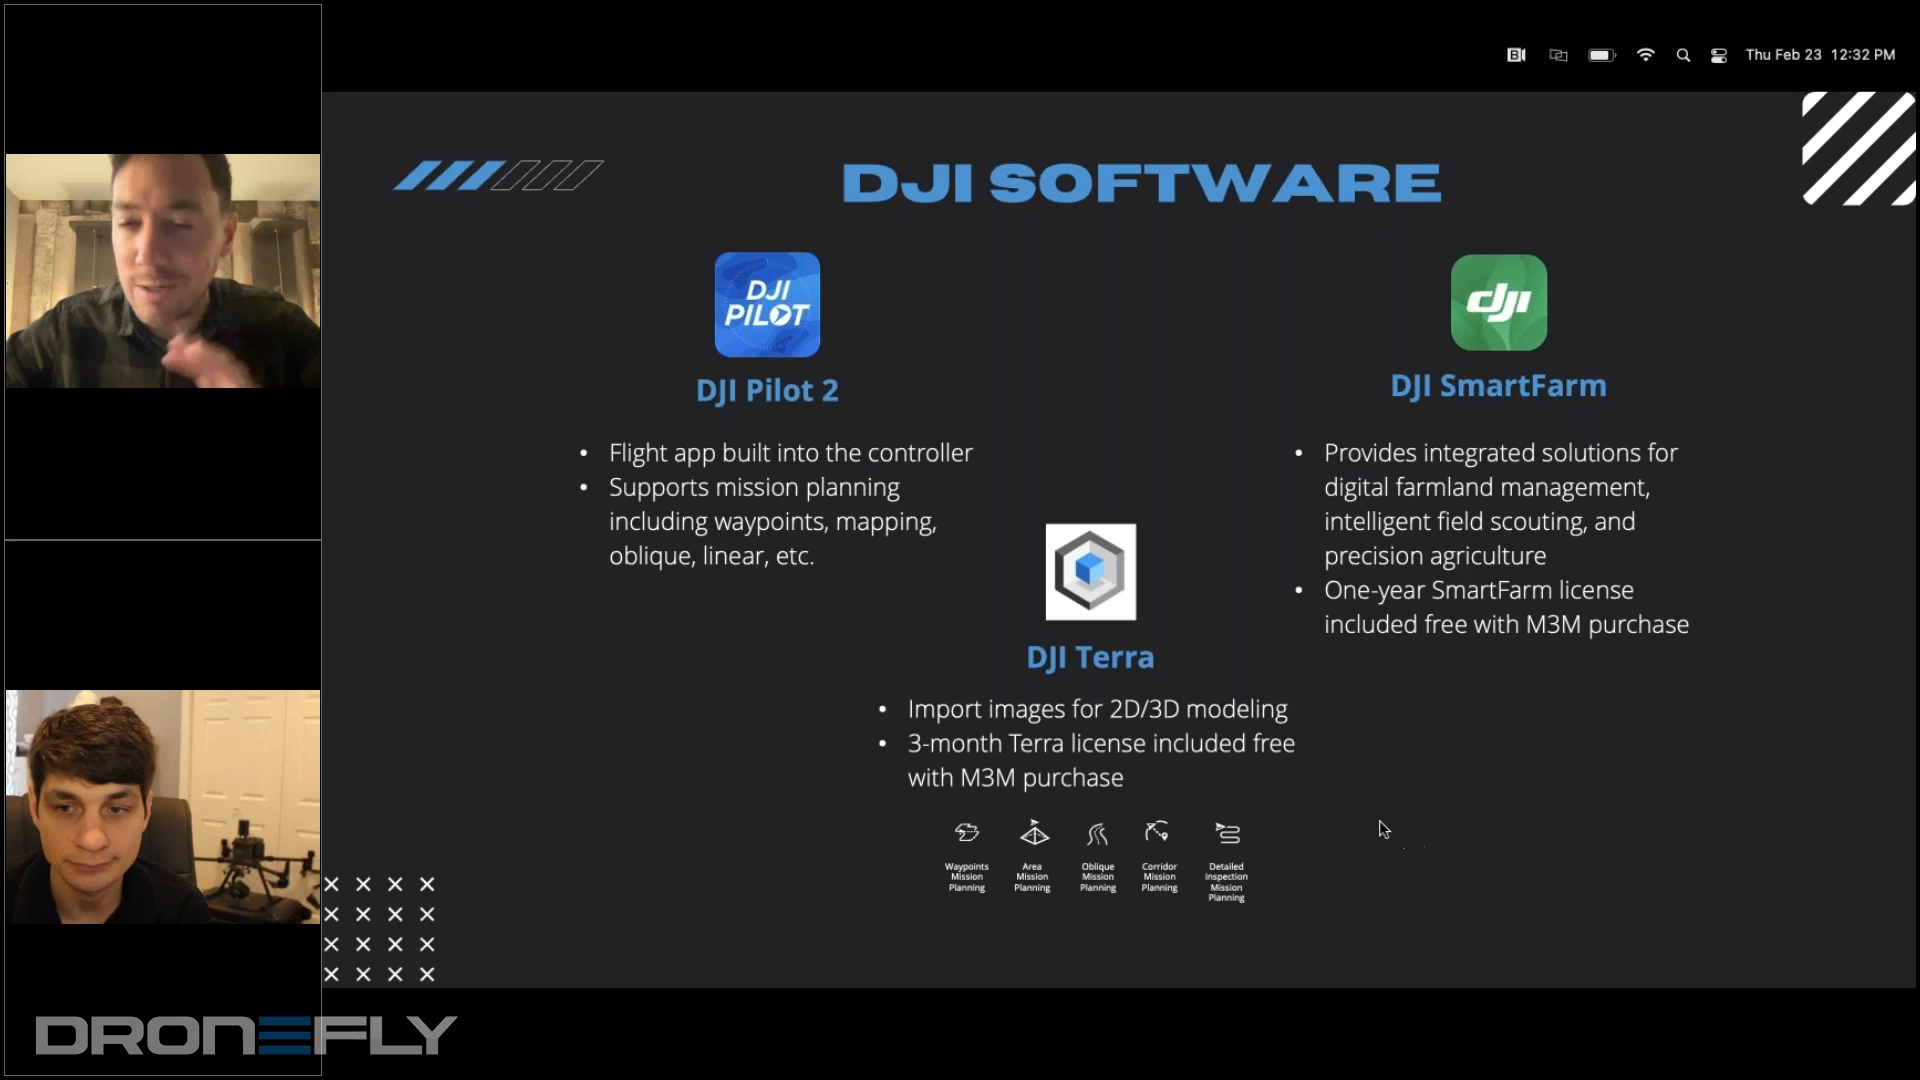 Thu Feb 23 12:32 PM
DJI SOFTWARE
DJI
PILOT
DJI Pilot 2
• Flight app built into the controller
• Supports mission planning
including waypoints, mapping,
oblique, linear, etc.
dji
DJI SmartFarm
• Provides integrated solutions for
digital farmland management,
intelligent field scouting, and
precision agriculture
• One-year SmartFarm license
included free with M3M purchase
DJI Terra
• Import images for 2D/3D modeling
• 3-month Terra license included free
with M3M purchase
Waypoints
Mission
Planning
Area
Mission
Planning
Oblique
Mission
Planning
Corridor
Mission
Planning
Detailed
Inspection
Mission
Planning
DRONEFLY